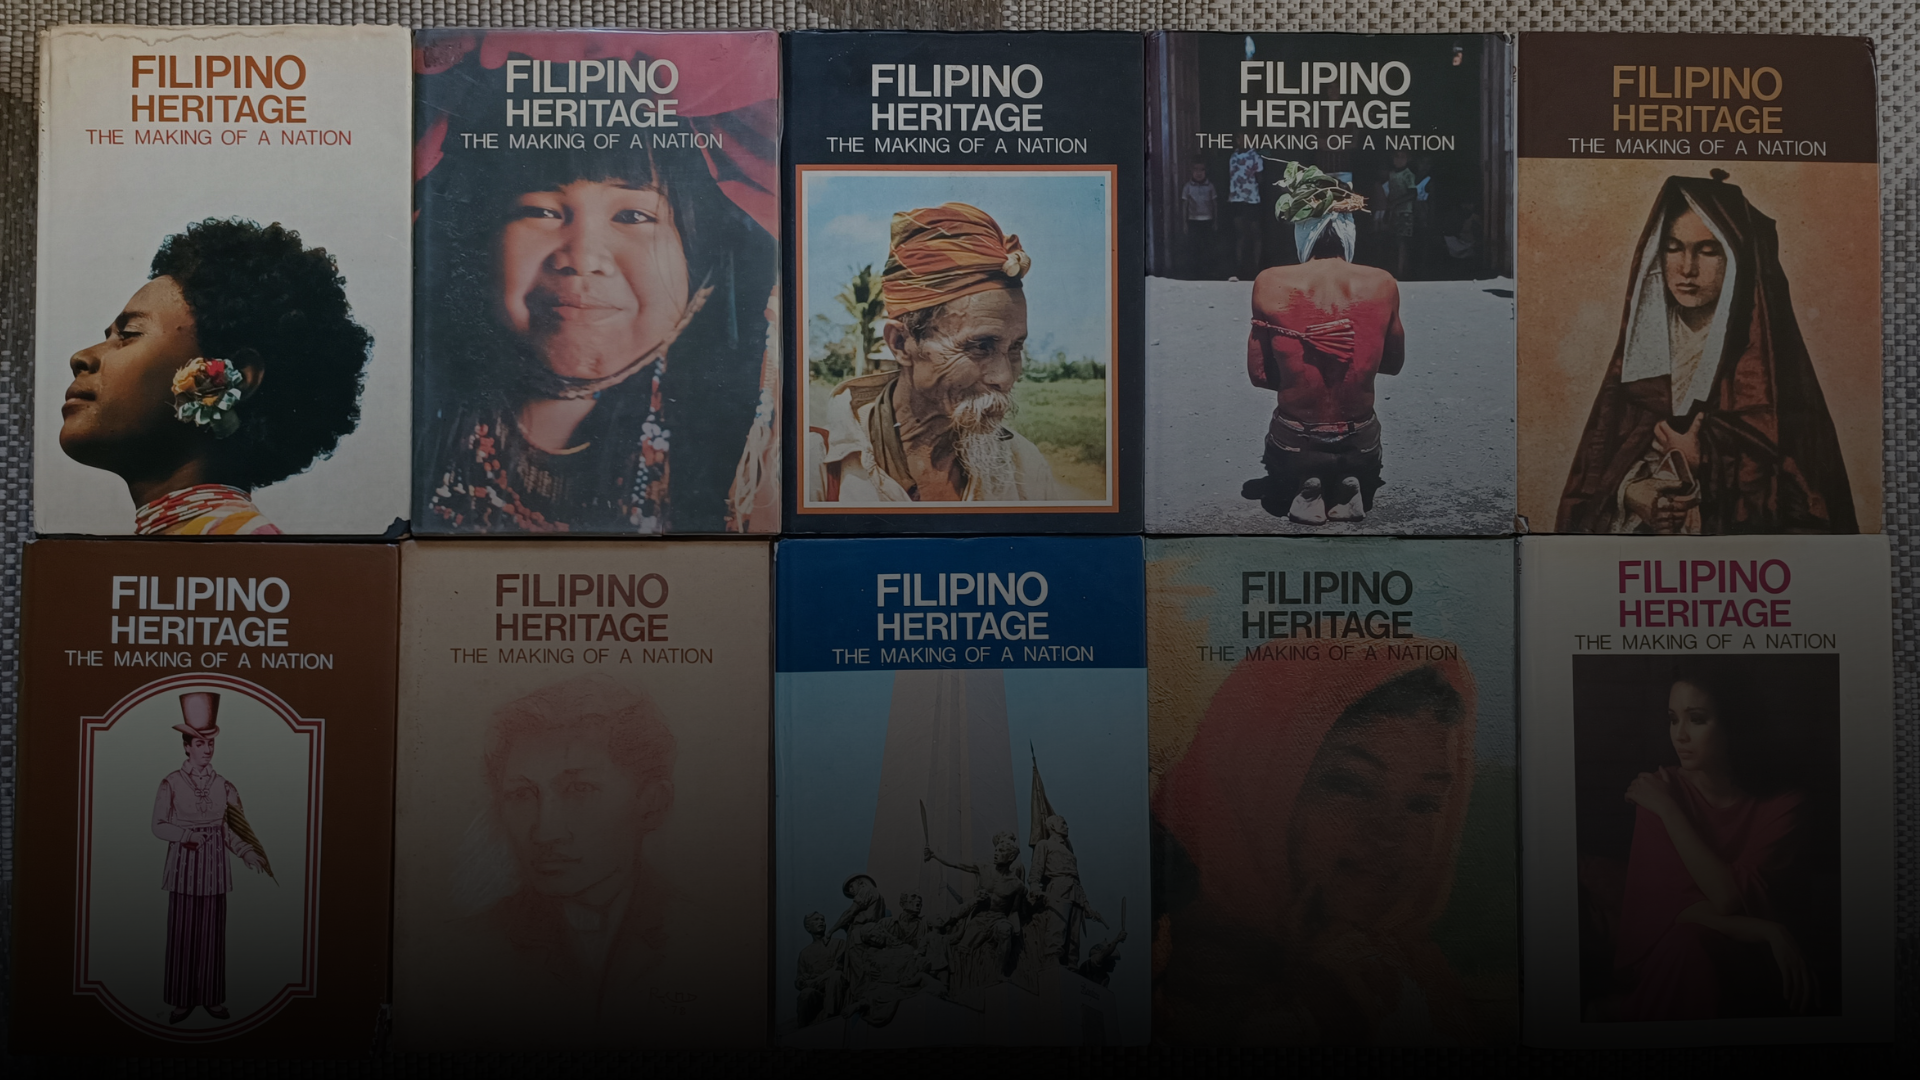 FILIPINO
HERITAGE
THE MAKING OF A NATION
FILIPINO
HERITAGE
THE MAKING OF A NATION
FILIPINO
HERITAGE
THE MAKING OF A NATION
FILIPINO
HERITAGE
THE MAKING OF A NATION
FILIPINO
HERITAGE
THE MAKING OF A NATION
FILIPINO
HERITAGE
THE MAKING OF A NATION
FILIPINO
HERITAGE
THE MAKING OF A NATION
FILIPINO
HERITAGE
THE MAKING OF A NATION
FILIPINO
HERITAGE
THE MAKING OF A NATION
FILIPINO
HERITAGE
THE MAKING OF A NATION